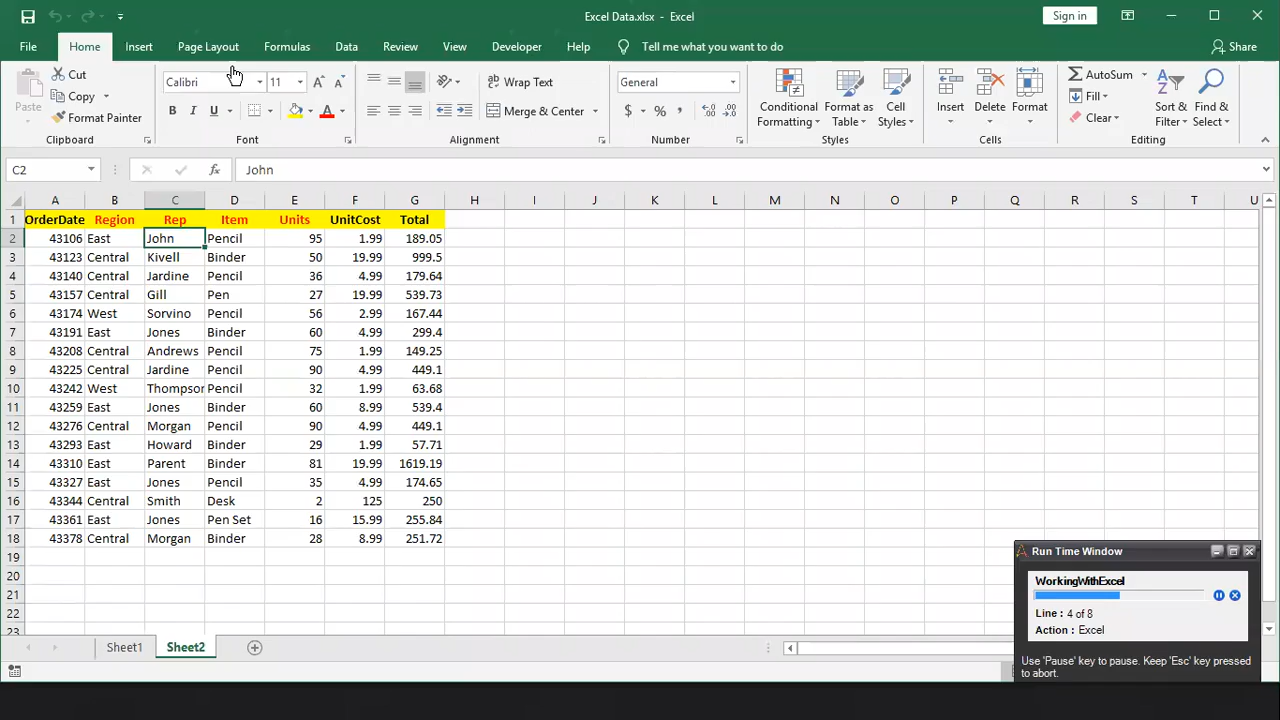 Excel Data.xlsx - Excel
Sign in
File Home Insert Page Layout Formulas Data Review View Developer Help Tell me what you want to do Share
Paste Cut Copy Format Painter Clipboard
Calibri 11 B I U Font
Wrap Text Merge & Center Alignment
General $ % , Number
Conditional Formatting Format as Table Cell Styles Styles
Insert Delete Format Cells
AutoSum Fill Clear Sort & Filter Find & Select Editing
C2 fx John
A B C D E F G H I J K L M N O P Q R S T U
1 OrderDate Region Rep Item Units UnitCost Total
2 43106 East John Pencil 95 1.99 189.05
3 43123 Central Kivell Binder 50 19.99 999.5
4 43140 Central Jardine Pencil 36 4.99 179.64
5 43157 Central Gill Pen 27 19.99 539.73
6 43174 West Sorvino Pencil 56 2.99 167.44
7 43191 East Jones Binder 60 4.99 299.4
8 43208 Central Andrews Pencil 75 1.99 149.25
9 43225 Central Jardine Pencil 90 4.99 449.1
10 43242 West Thompson Pencil 32 1.99 63.68
11 43259 East Jones Binder 60 8.99 539.4
12 43276 Central Morgan Pencil 90 4.99 449.1
13 43293 East Howard Binder 29 1.99 57.71
14 43310 East Parent Binder 81 19.99 1619.19
15 43327 East Jones Pencil 35 4.99 174.65
16 43344 Central Smith Desk 2 125 250
17 43361 East Jones Pen Set 16 15.99 255.84
18 43378 Central Morgan Binder 28 8.99 251.72
19
20
21
22
23
Sheet1 Sheet2
Run Time Window
WorkingWithExcel
Line : 4 of 8
Action : Excel
Use 'Pause' key to pause. Keep 'Esc' key pressed
to abort.